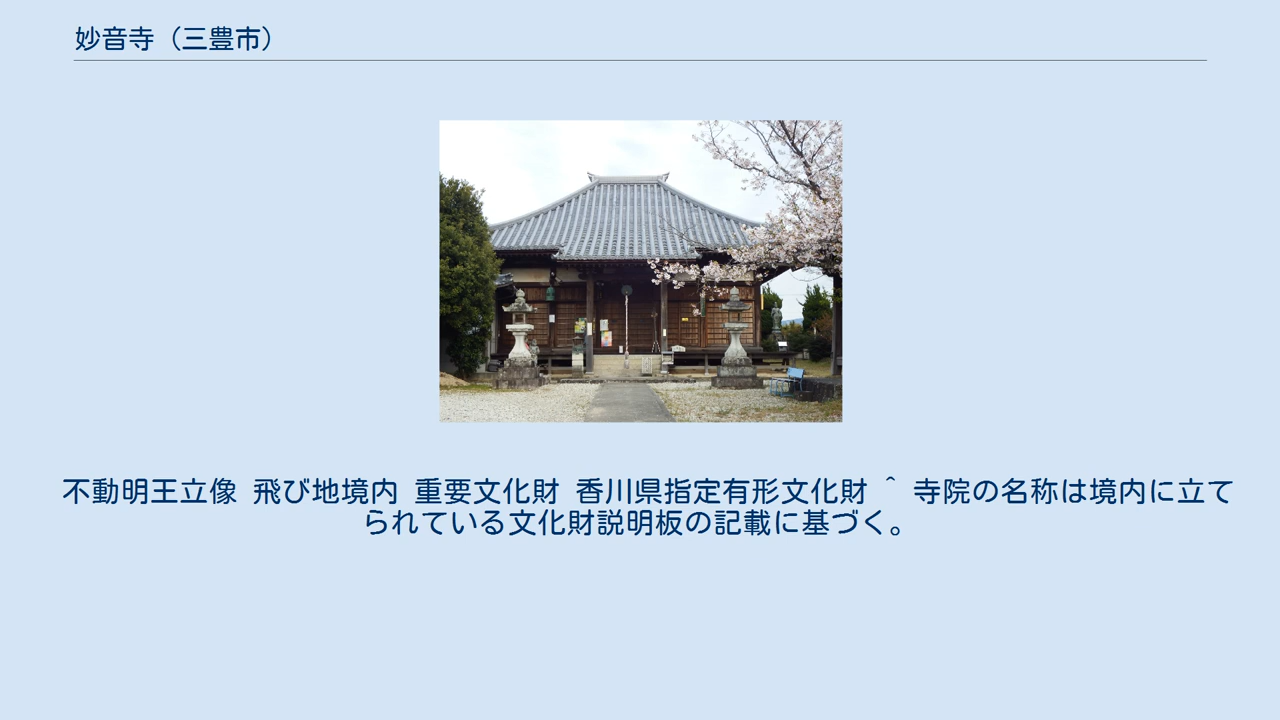 妙音寺（三豊市）
不動明王立像 飛び地境内 重要文化財 香川県指定有形文化財 ^ 寺院の名称は境内に立て
られている文化財説明板の記載に基づく。